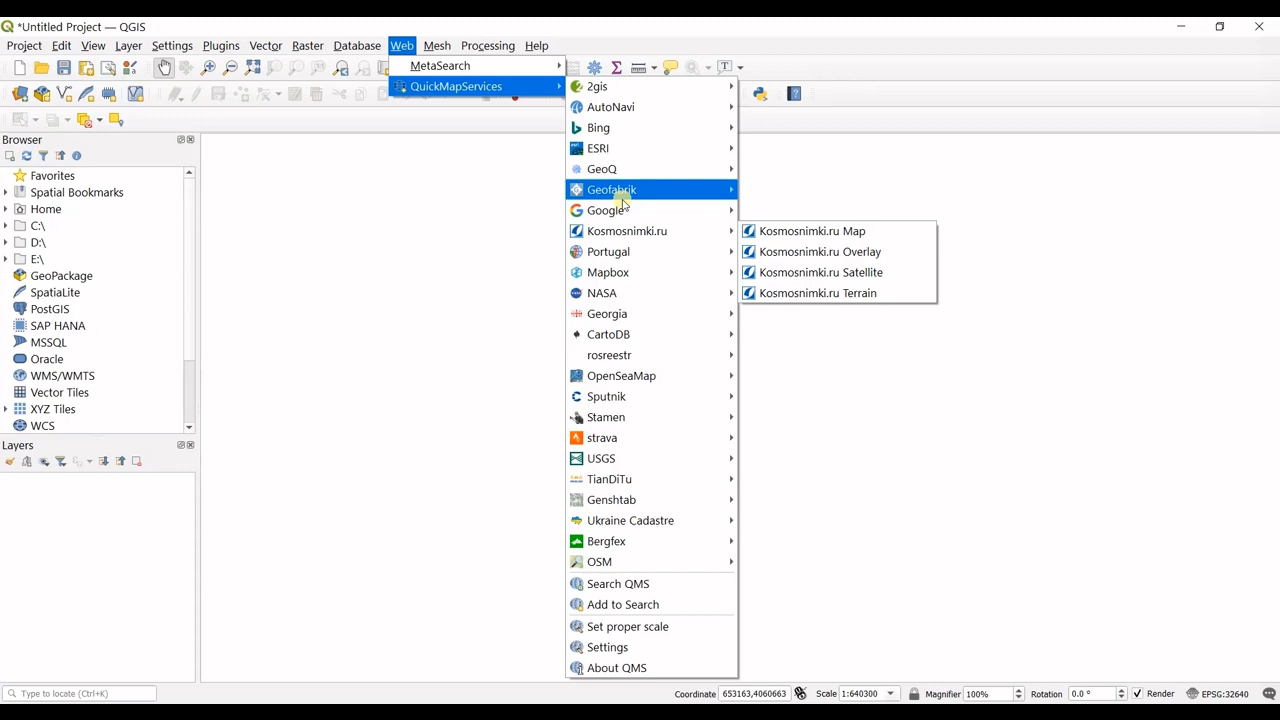 *Untitled Project — QGIS
Project Edit View Layer Settings Plugins Vector Raster Database Web Mesh Processing Help
MetaSearch
QuickMapServices
2gis
AutoNavi
Bing
ESRI
GeoQ
Geofabrik
Google
Kosmosnimki.ru
Portugal
Mapbox
NASA
Georgia
CartoDB
rosreestr
OpenSeaMap
Sputnik
Stamen
strava
USGS
TianDiTu
Genshtab
Ukraine Cadastre
Bergfex
OSM
Search QMS
Add to Search
Set proper scale
Settings
About QMS
Kosmosnimki.ru Map
Kosmosnimki.ru Overlay
Kosmosnimki.ru Satellite
Kosmosnimki.ru Terrain
Browser
Favorites
Spatial Bookmarks
Home
C:\
D:\
E:\
GeoPackage
SpatiaLite
PostGIS
SAP HANA
MSSQL
Oracle
WMS/WMTS
Vector Tiles
XYZ Tiles
WCS
Layers
Type to locate (Ctrl+K)
Coordinate 653163,4060663 Scale 1:640300 Magnifier 100% Rotation 0.0 ° Render EPSG:32640